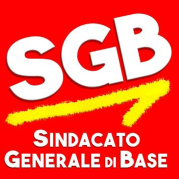 SGB
SINDACATO
GENERALE DI BASE